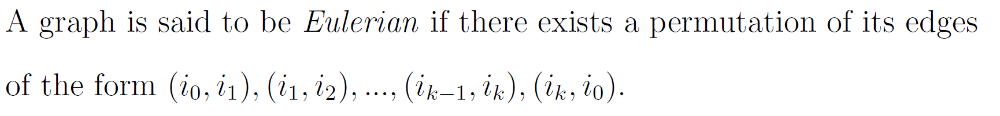 A graph is said to be Eulerian if there exists a permutation of its edges
of the form (i₀, i₁), (i₁, i₂), ..., (iₖ₋₁, iₖ), (iₖ, i₀).